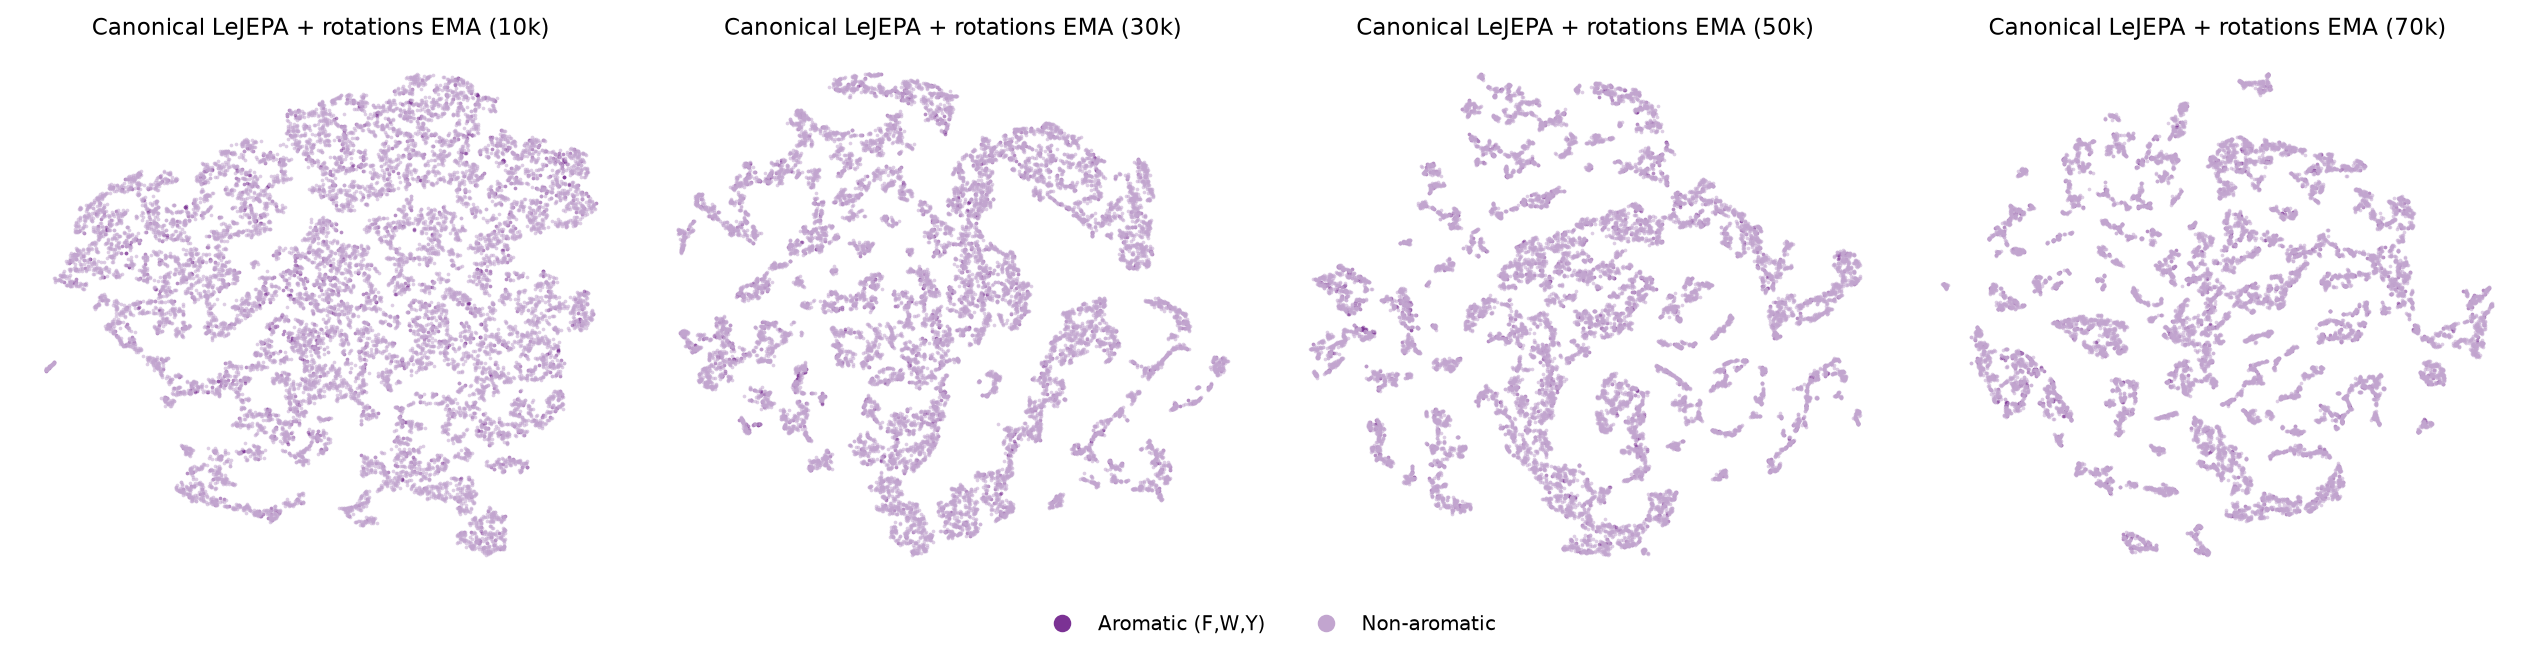 Canonical LeJEPA + rotations EMA (10k)
Canonical LeJEPA + rotations EMA (30k)
Canonical LeJEPA + rotations EMA (50k)
Canonical LeJEPA + rotations EMA (70k)
Aromatic (F,W,Y)
Non-aromatic